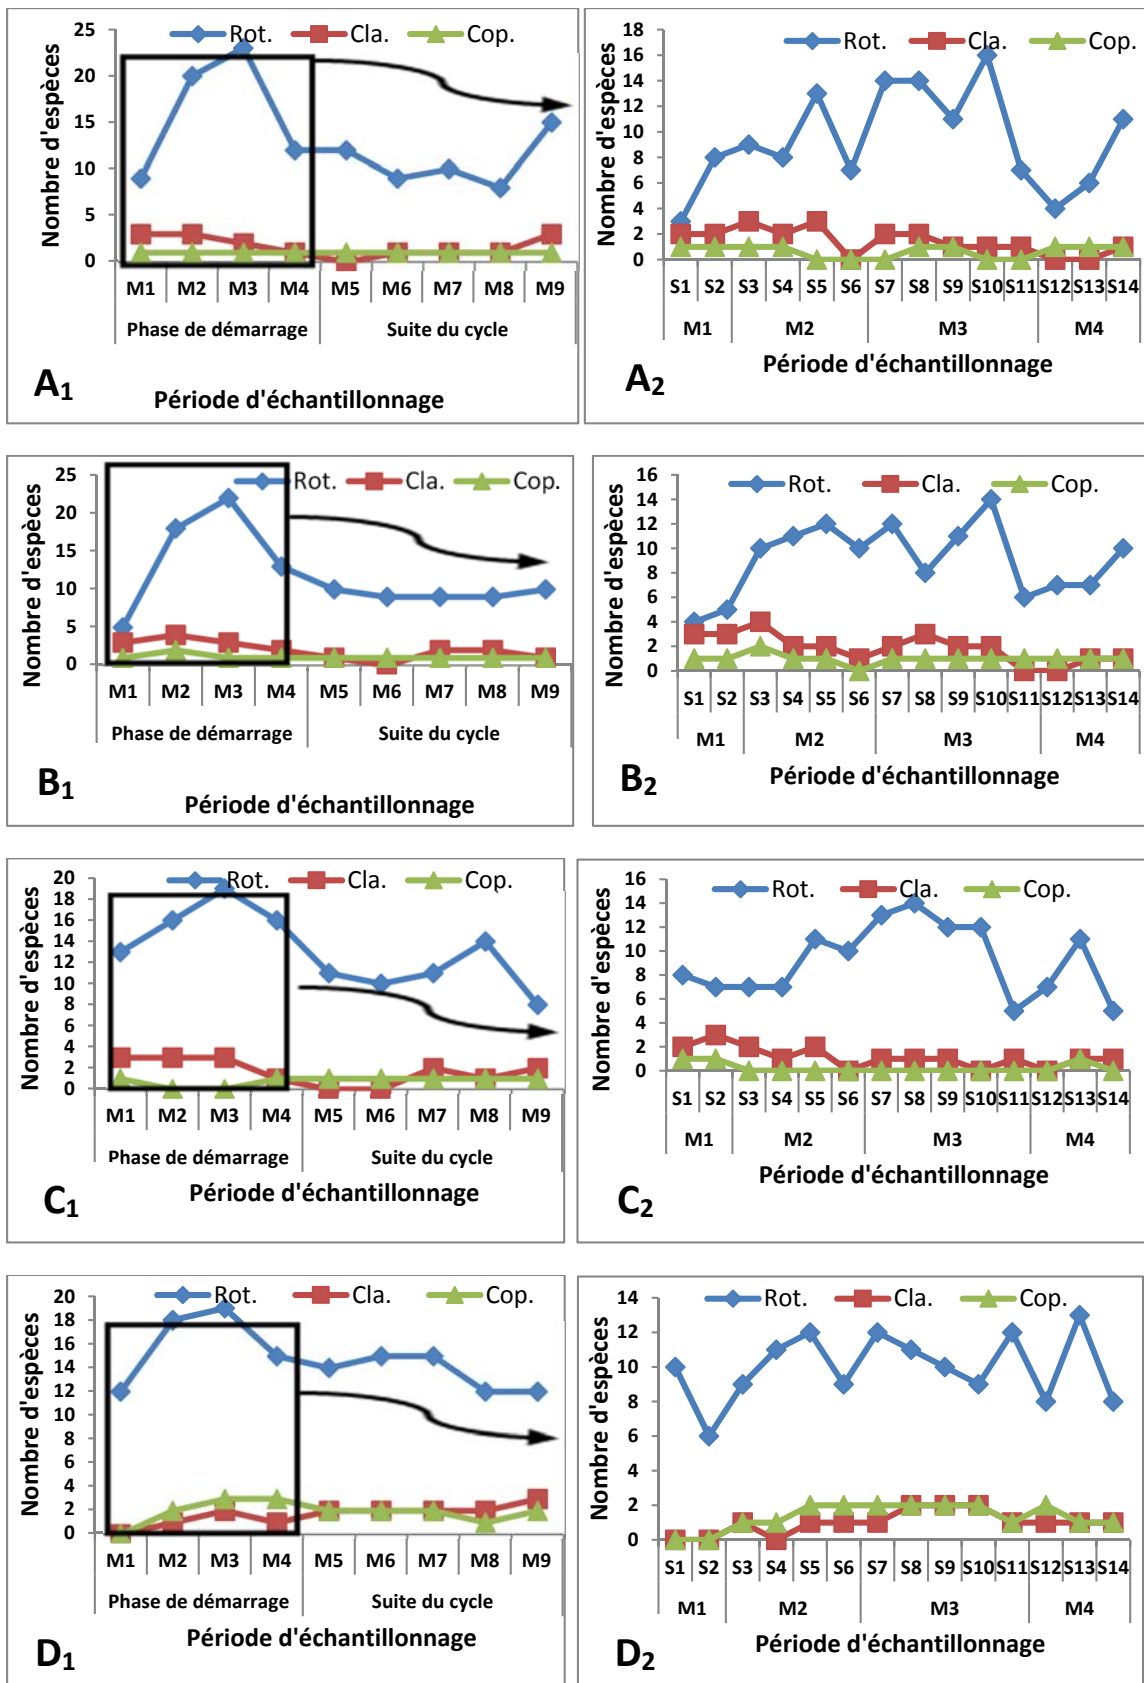 Rot. Cla. Cop.
Nombre d'espèces
25
20
15
10
5
0
M1 M2 M3 M4 M5 M6 M7 M8 M9
Phase de démarrage Suite du cycle
Période d'échantillonnage
A1
Rot. Cla. Cop.
Nombre d'espèces
18
16
14
12
10
8
6
4
2
0
S1 S2 S3 S4 S5 S6 S7 S8 S9 S10 S11 S12 S13 S14
M1 M2 M3 M4
Période d'échantillonnage
A2
Rot. Cla. Cop.
Nombre d'espèces
25
20
15
10
5
0
M1 M2 M3 M4 M5 M6 M7 M8 M9
Phase de démarrage Suite du cycle
Période d'échantillonnage
B1
Rot. Cla. Cop.
Nombre d'espèces
16
14
12
10
8
6
4
2
0
S1 S2 S3 S4 S5 S6 S7 S8 S9 S10 S11 S12 S13 S14
M1 M2 M3 M4
Période d'échantillonnage
B2
Rot. Cla. Cop.
Nombre d'espèces
20
18
16
14
12
10
8
6
4
2
0
M1 M2 M3 M4 M5 M6 M7 M8 M9
Phase de démarrage Suite du cycle
Période d'échantillonnage
C1
Rot. Cla. Cop.
Nombre d'espèces
16
14
12
10
8
6
4
2
0
S1 S2 S3 S4 S5 S6 S7 S8 S9 S10 S11 S12 S13 S14
M1 M2 M3 M4
Période d'échantillonnage
C2
Rot. Cla. Cop.
Nombre d'espèces
20
18
16
14
12
10
8
6
4
2
0
M1 M2 M3 M4 M5 M6 M7 M8 M9
Phase de démarrage Suite du cycle
Période d'échantillonnage
D1
Rot. Cla. Cop.
Nombre d'espèces
14
12
10
8
6
4
2
0
S1 S2 S3 S4 S5 S6 S7 S8 S9 S10 S11 S12 S13 S14
M1 M2 M3 M4
Période d'échantillonnage
D2